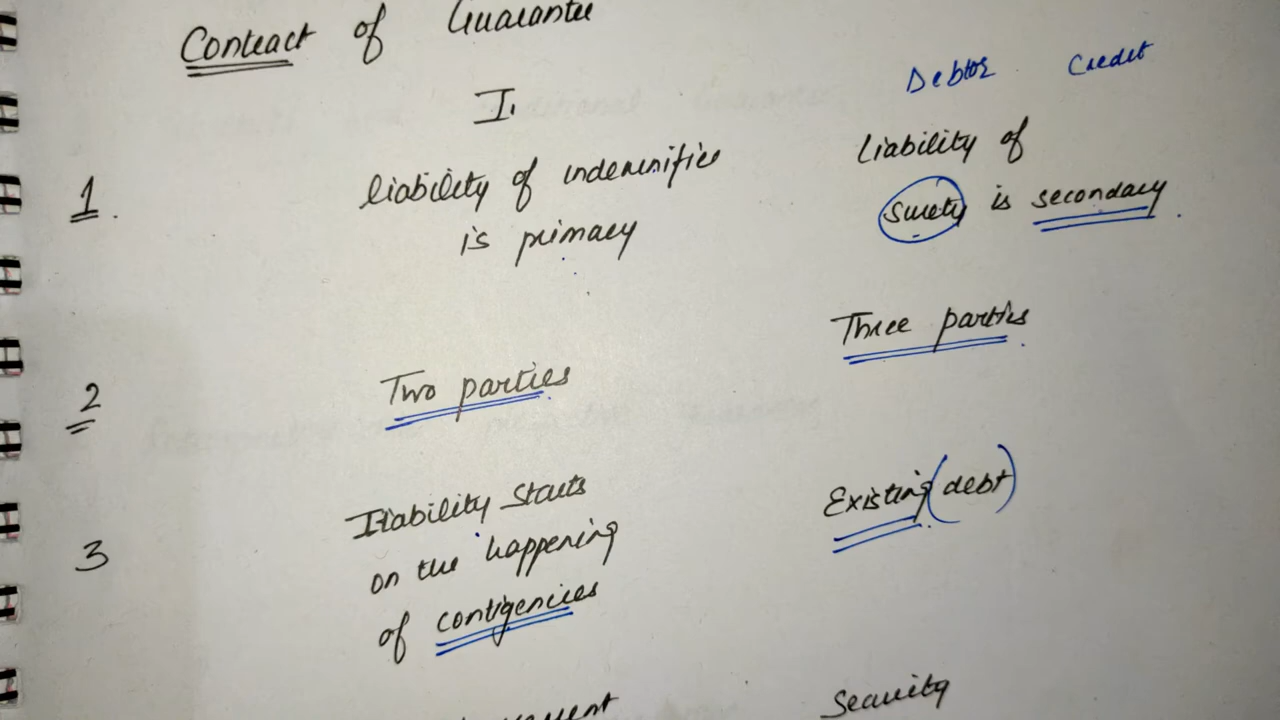 Contract of Guarantee
Debtor Credit
I.
1. liability of indemnifier
is primary
Liability of
Surety is secondary.
2 Two parties
Three parties
3 Liability Starts
on the happening
of contigencies
Existing (debt)
Security